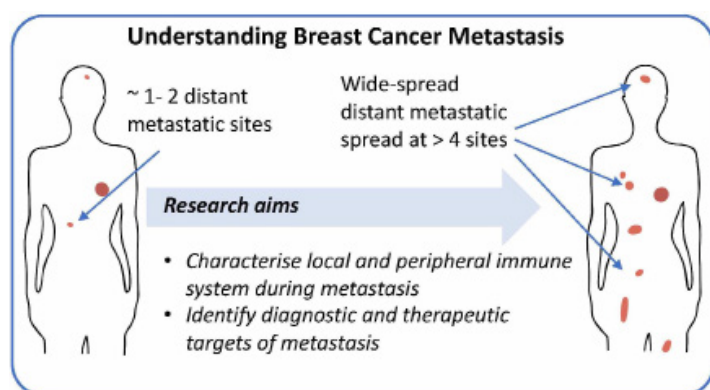 Understanding Breast Cancer Metastasis
~ 1- 2 distant
metastatic sites
Wide-spread
distant metastatic
spread at > 4 sites
Research aims
• Characterise local and peripheral immune
system during metastasis
• Identify diagnostic and therapeutic
targets of metastasis